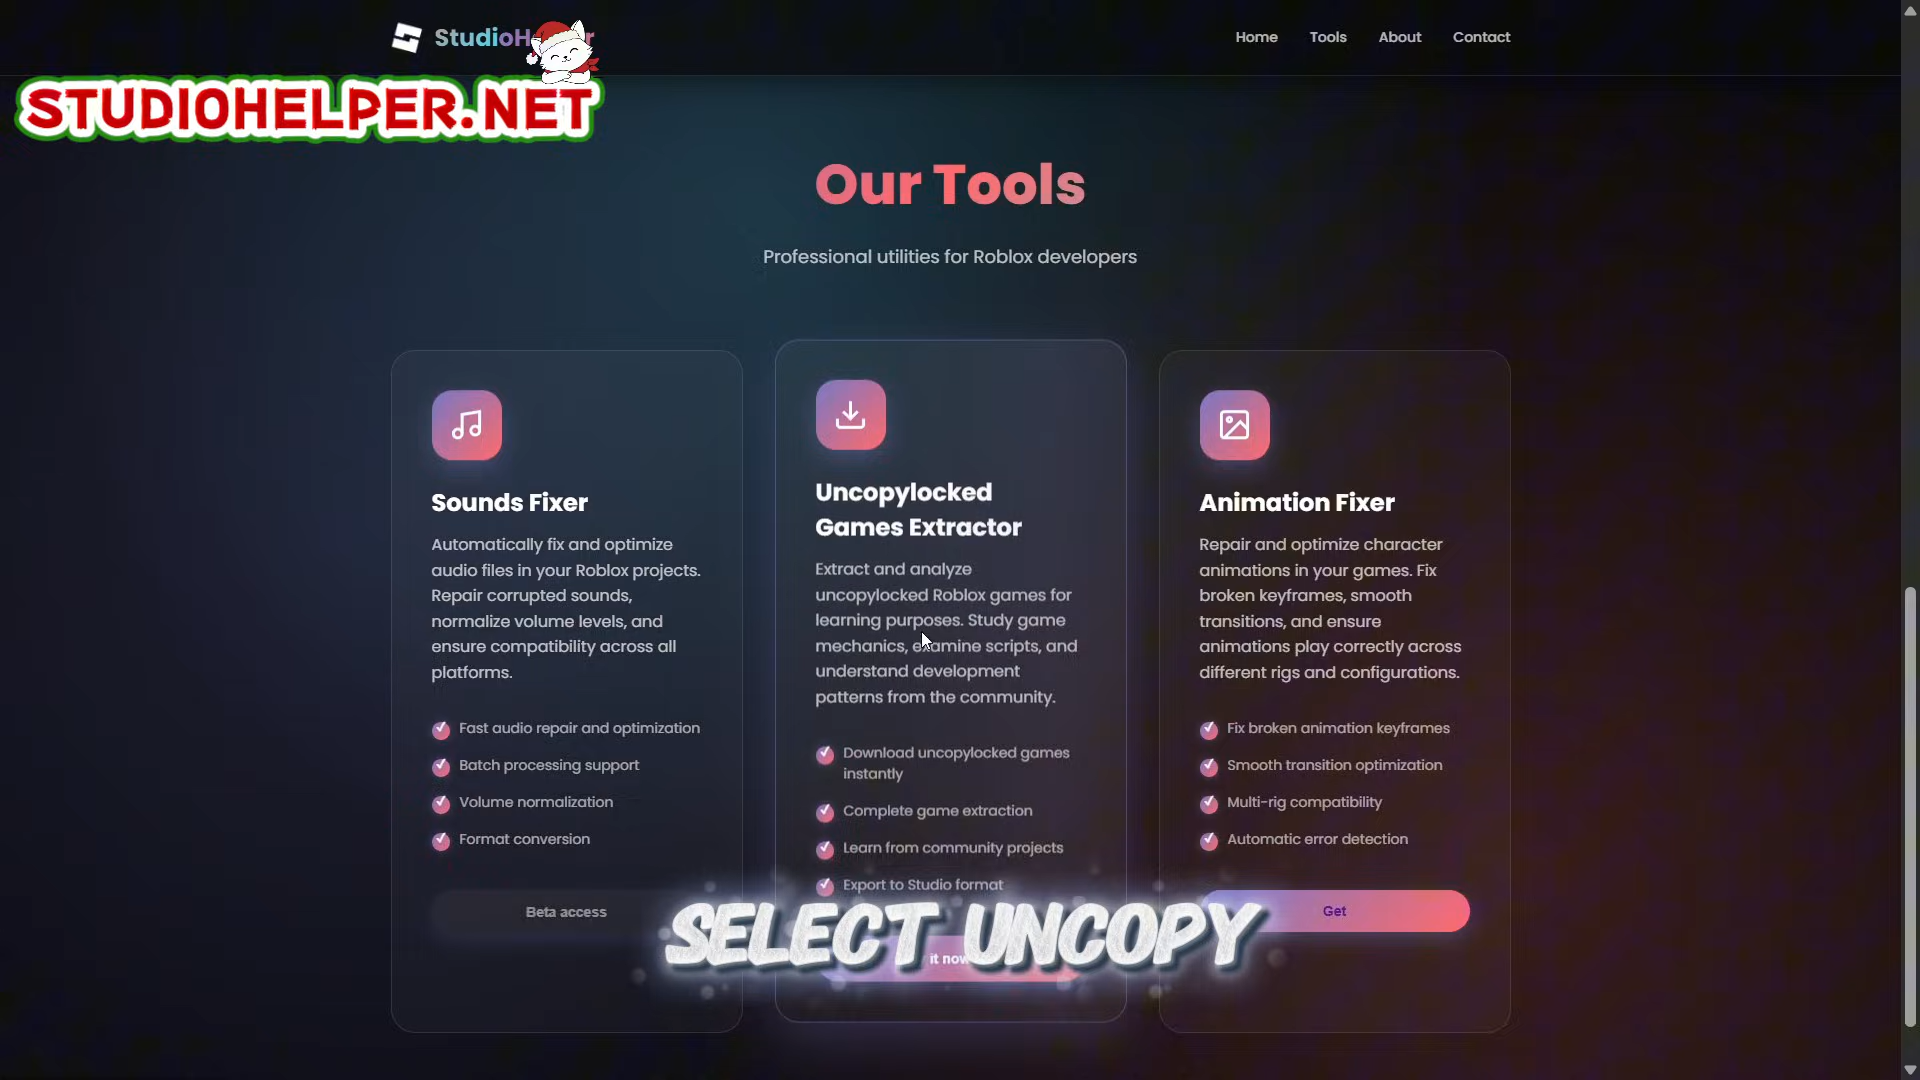 Home Tools About Contact
STUDIOHELPER.NET
Our Tools
Professional utilities for Roblox developers
Sounds Fixer
Automatically fix and optimize
audio files in your Roblox projects.
Repair corrupted sounds,
normalize volume levels, and
ensure compatibility across all
platforms.
Fast audio repair and optimization
Batch processing support
Volume normalization
Format conversion
Beta access
Uncopylocked
Games Extractor
Extract and analyze
uncopylocked Roblox games for
learning purposes. Study game
mechanics, examine scripts, and
understand development
patterns from the community.
Download uncopylocked games
instantly
Complete game extraction
Learn from community projects
Export to Studio format
it now
Animation Fixer
Repair and optimize character
animations in your games. Fix
broken keyframes, smooth
transitions, and ensure
animations play correctly across
different rigs and configurations.
Fix broken animation keyframes
Smooth transition optimization
Multi-rig compatibility
Automatic error detection
Get
SELECT UNCOPY